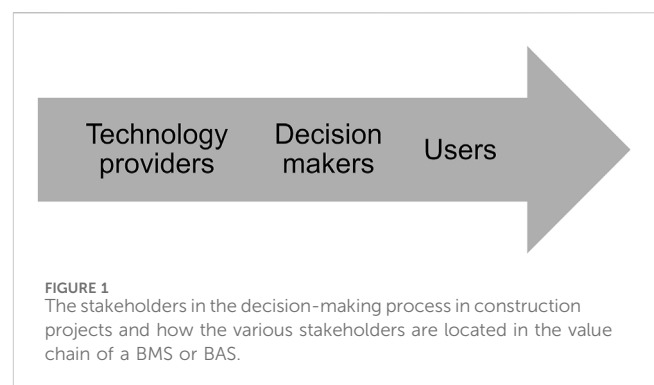 Technology Decision Users
providers makers
FIGURE 1
The stakeholders in the decision-making process in construction
projects and how the various stakeholders are located in the value
chain of a BMS or BAS.